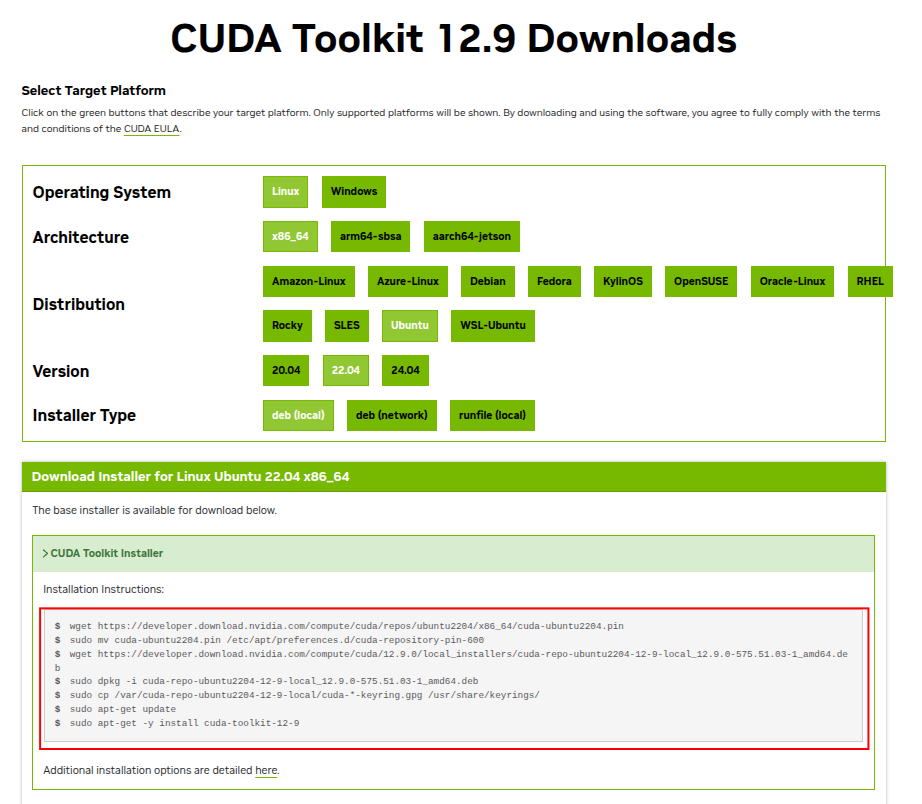 CUDA Toolkit 12.9 Downloads
Select Target Platform
Click on the green buttons that describe your target platform. Only supported platforms will be shown. By downloading and using the software, you agree to fully comply with the terms
and conditions of the CUDA EULA.
Operating System
Linux Windows
Architecture
x86_64 arm64-sbsa aarch64-jetson
Distribution
Amazon-Linux Azure-Linux Debian Fedora KylinOS OpenSUSE Oracle-Linux RHEL
Rocky SLES Ubuntu WSL-Ubuntu
Version
20.04 22.04 24.04
Installer Type
deb (local) deb (network) runfile (local)
Download Installer for Linux Ubuntu 22.04 x86_64
The base installer is available for download below.
>CUDA Toolkit Installer
Installation Instructions:
$ wget https://developer.download.nvidia.com/compute/cuda/repos/ubuntu2204/x86_64/cuda-ubuntu2204.pin
$ sudo mv cuda-ubuntu2204.pin /etc/apt/preferences.d/cuda-repository-pin-600
$ wget https://developer.download.nvidia.com/compute/cuda/12.9.0/local_installers/cuda-repo-ubuntu2204-12-9-local_12.9.0-575.51.03-1_amd64.de
b
$ sudo dpkg -i cuda-repo-ubuntu2204-12-9-local_12.9.0-575.51.03-1_amd64.deb
$ sudo cp /var/cuda-repo-ubuntu2204-12-9-local/cuda-*-keyring.gpg /usr/share/keyrings/
$ sudo apt-get update
$ sudo apt-get -y install cuda-toolkit-12-9
Additional installation options are detailed here.